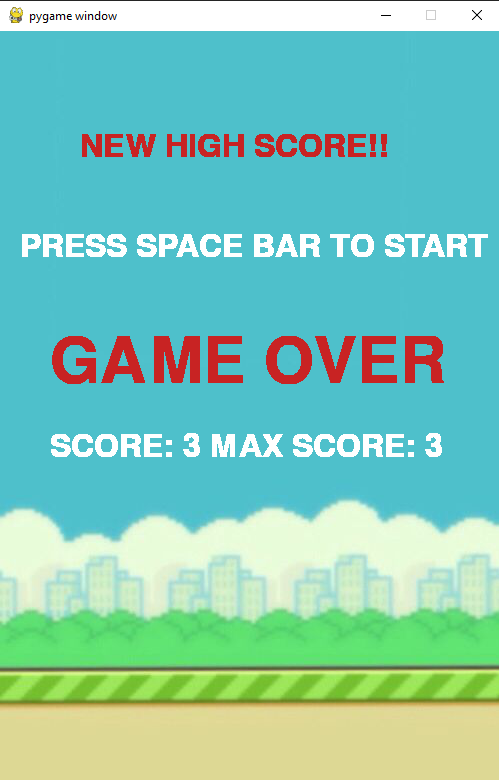 pygame window
NEW HIGH SCORE!!
PRESS SPACE BAR TO START
GAME OVER
SCORE: 3 MAX SCORE: 3